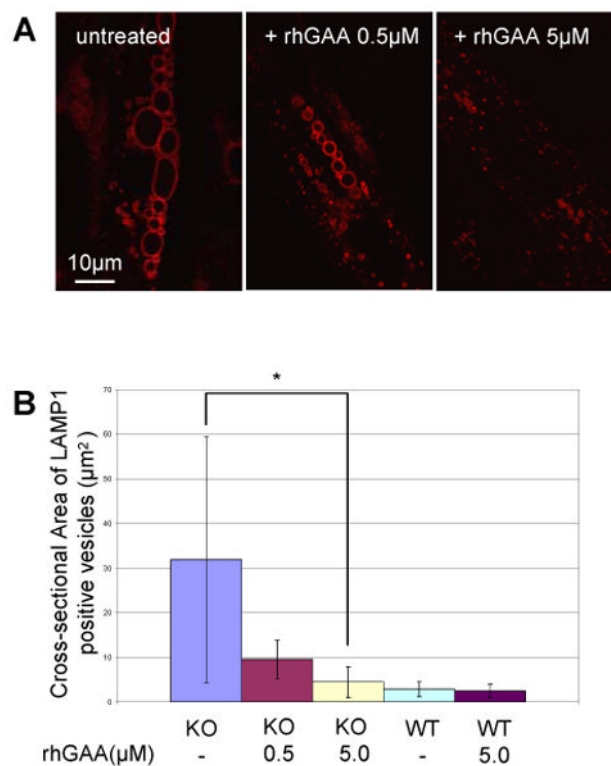 A
untreated
+ rhGAA 0.5µM
+ rhGAA 5µM
10µm
B
*
Cross-sectional Area of LAMP1
positive vesicles (µm²)
70
60
50
40
30
20
10
0
KO KO KO WT WT
rhGAA(µM) - 0.5 5.0 - 5.0